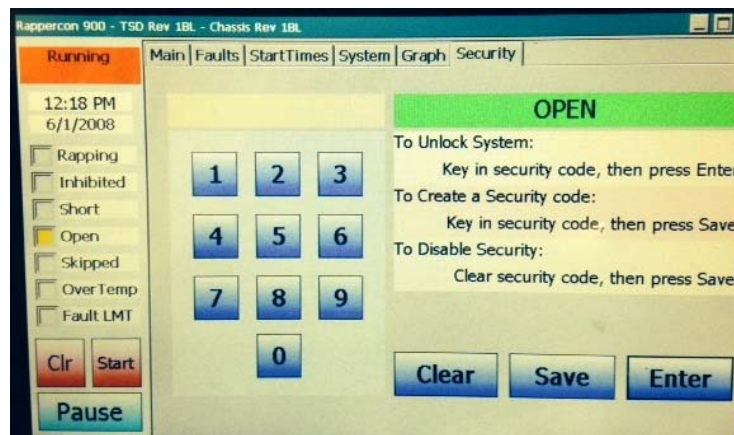 Rappercon 900 - TSD Rev 1BL - Chassis Rev 1BL
Running
Main Faults StartTimes System Graph Security
12:18 PM
6/1/2008
Rapping
Inhibited
Short
Open
Skipped
OverTemp
Fault LMT
Clr Start
Pause
1 2 3
4 5 6
7 8 9
0
OPEN
To Unlock System:
Key in security code, then press Enter
To Create a Security code:
Key in security code, then press Save
To Disable Security:
Clear security code, then press Save
Clear Save Enter